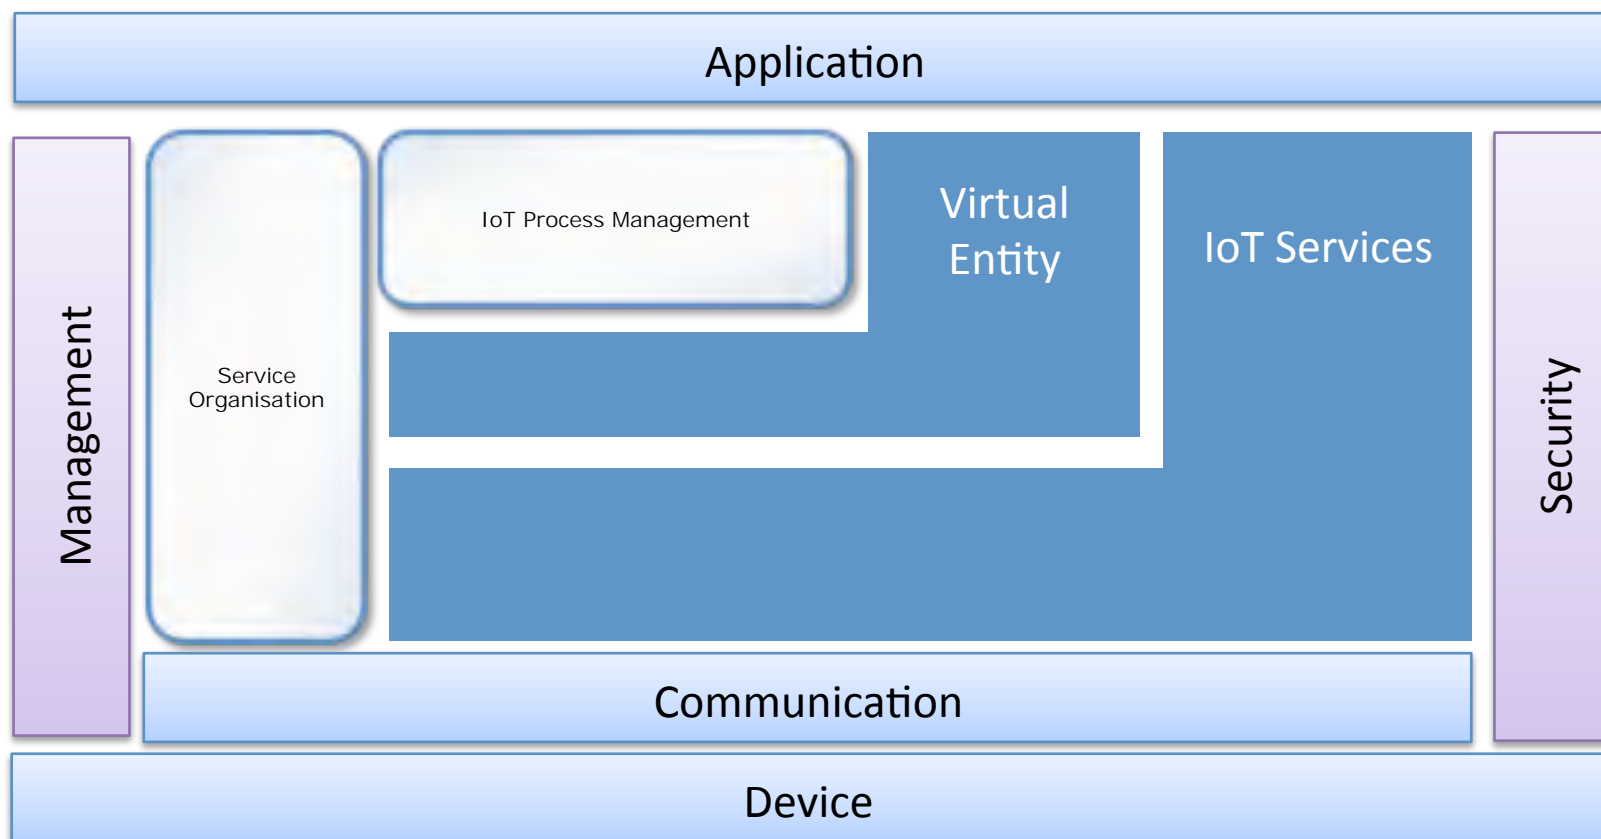 Application
Management
Service
Organisation
IoT Process Management
Virtual
Entity
IoT Services
Security
Communication
Device